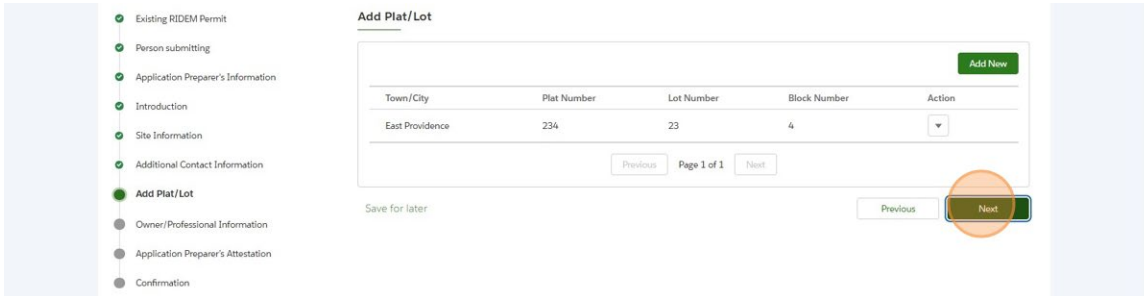 Existing RIDEM Permit
Person submitting
Application Preparer's Information
Introduction
Site Information
Additional Contact Information
Add Plat/Lot
Owner/Professional Information
Application Preparer's Attestation
Confirmation
Add Plat/Lot
Add New
Town/City Plat Number Lot Number Block Number Action
East Providence 234 23 4
Previous Page 1 of 1 Next
Save for later Previous Next